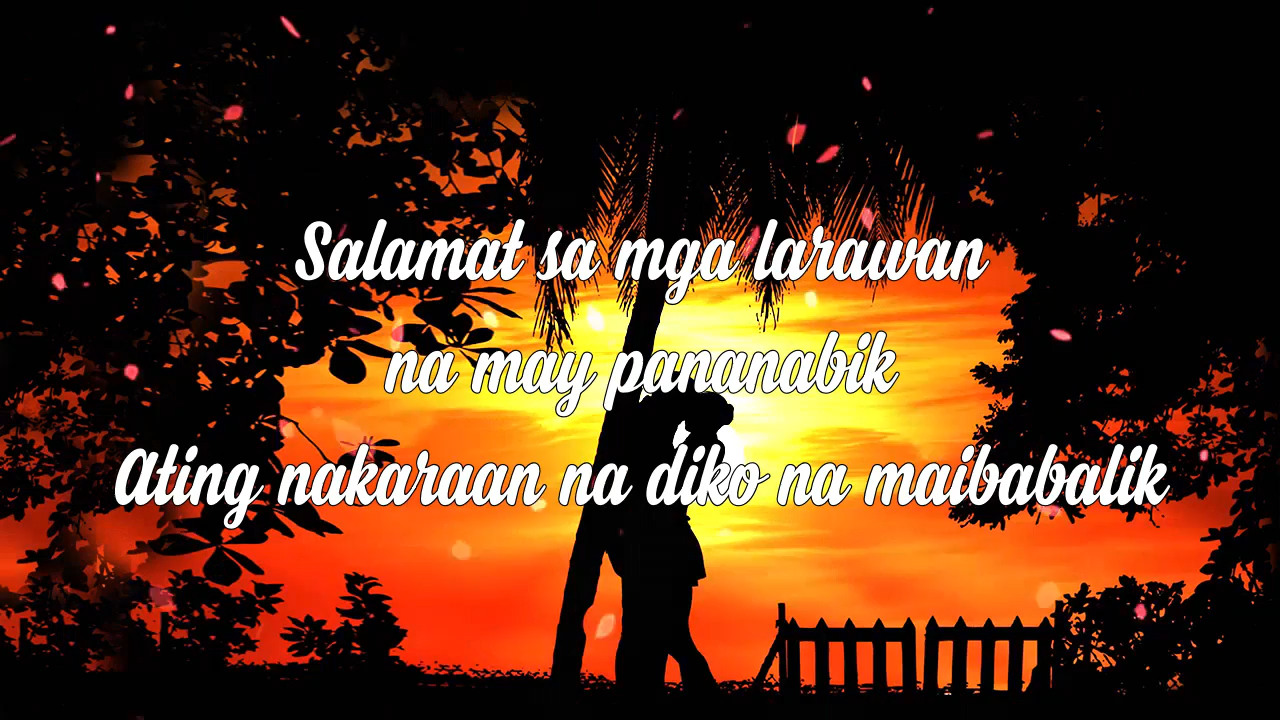 Salamat sa mga larawan
na may pananabik
Ating nakaraan na diko na maibabalik